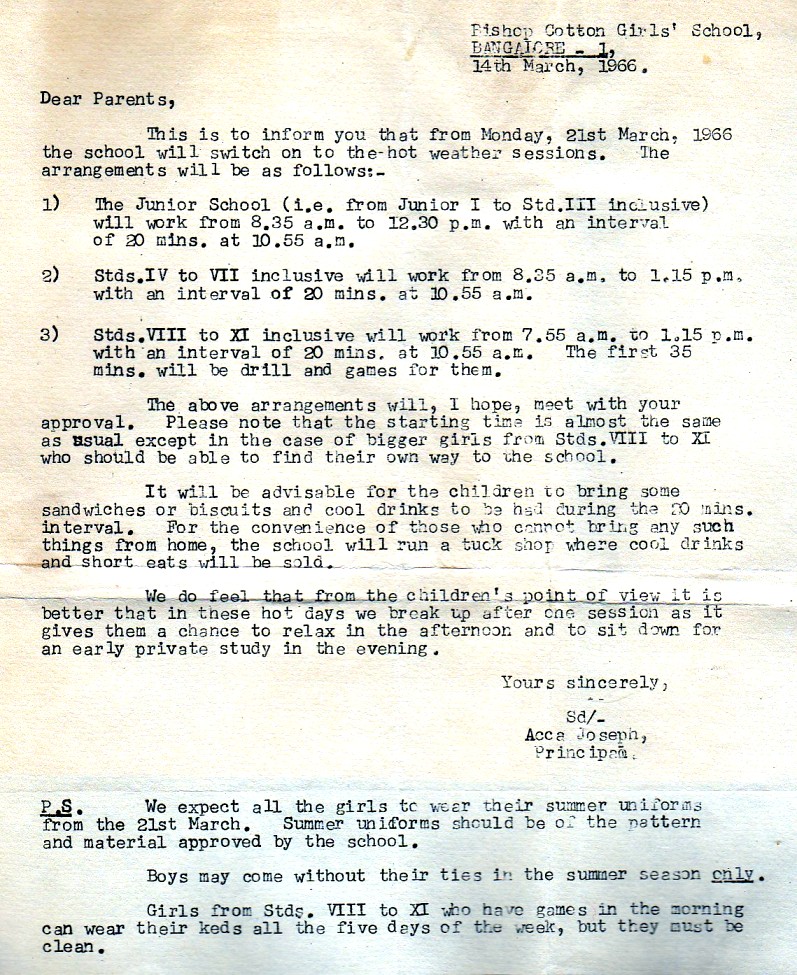 Bishop Cotton Girls' School,
BANGALORE - 1,
14th March, 1966.
Dear Parents,
This is to inform you that from Monday, 21st March, 1966
the school will switch on to the-hot weather sessions. The
arrangements will be as follows:-
1) The Junior School (i.e. from Junior I to Std.III inclusive)
will work from 8.35 a.m. to 12.30 p.m. with an interval
of 20 mins. at 10.55 a.m.
2) Stds.IV to VII inclusive will work from 8.35 a.m. to 1.15 p.m.
with an interval of 20 mins. at 10.55 a.m.
3) Stds.VIII to XI inclusive will work from 7.55 a.m. to 1.15 p.m.
with an interval of 20 mins. at 10.55 a.m. The first 35
mins. will be drill and games for them.
The above arrangements will, I hope, meet with your
approval. Please note that the starting time is almost the same
as usual except in the case of bigger girls from Stds.VIII to XI
who should be able to find their own way to the school.
It will be advisable for the children to bring some
sandwiches or biscuits and cool drinks to be had during the 20 mins.
interval. For the convenience of those who cannot bring any such
things from home, the school will run a tuck shop where cool drinks
and short eats will be sold.
We do feel that from the children's point of view it is
better that in these hot days we break up after one session as it
gives them a chance to relax in the afternoon and to sit down for
an early private study in the evening.
Yours sincerely,
Sd/-
Acca Joseph,
Principal.
P.S. We expect all the girls to wear their summer uniforms
from the 21st March. Summer uniforms should be of the pattern
and material approved by the school.
Boys may come without their ties in the summer season only.
Girls from Stds. VIII to XI who have games in the morning
can wear their keds all the five days of the week, but they must be
clean.